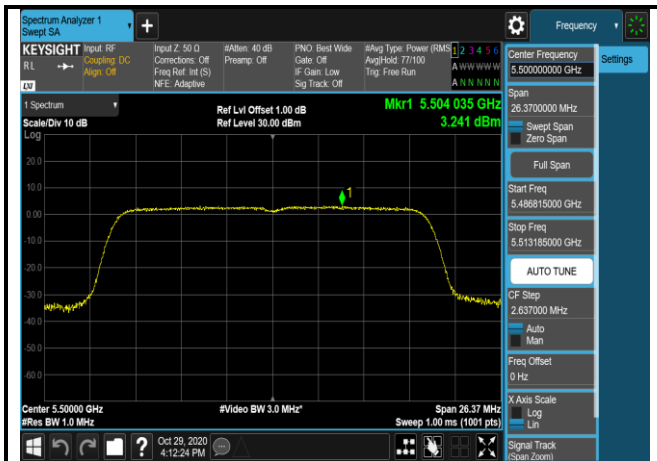 Spectrum Analyzer 1
Swept SA
+
Frequency
KEYSIGHT
RL
LXI
Input: RF
Coupling: DC
Align: Off
Input Z: 50 Ω
Corrections: Off
Freq Ref: Int (S)
NFE: Adaptive
#Atten: 40 dB
Preamp: Off
PNO: Best Wide
Gate: Off
IF Gain: Low
Sig Track: Off
#Avg Type: Power (RMS
Avg|Hold: 77/100
Trig: Free Run
1 2 3 4 5 6
A W W W W W
A N N N N N
1 Spectrum
Scale/Div 10 dB
Log
Ref Lvl Offset 1.00 dB
Ref Level 30.00 dBm
Mkr1 5.504 035 GHz
3.241 dBm
20.0
10.0
0.00
-10.0
-20.0
-30.0
-40.0
-50.0
-60.0
1
Center 5.50000 GHz
#Res BW 1.0 MHz
#Video BW 3.0 MHz*
Span 26.37 MHz
Sweep 1.00 ms (1001 pts)
?
Oct 29, 2020
4:12:24 PM
Settings
Center Frequency
5.500000000 GHz
Span
26.3700000 MHz
Swept Span
Zero Span
Full Span
Start Freq
5.486815000 GHz
Stop Freq
5.513185000 GHz
AUTO TUNE
CF Step
2.637000 MHz
Auto
Man
Freq Offset
0 Hz
X Axis Scale
Log
Lin
Signal Track
(Span Zoom)